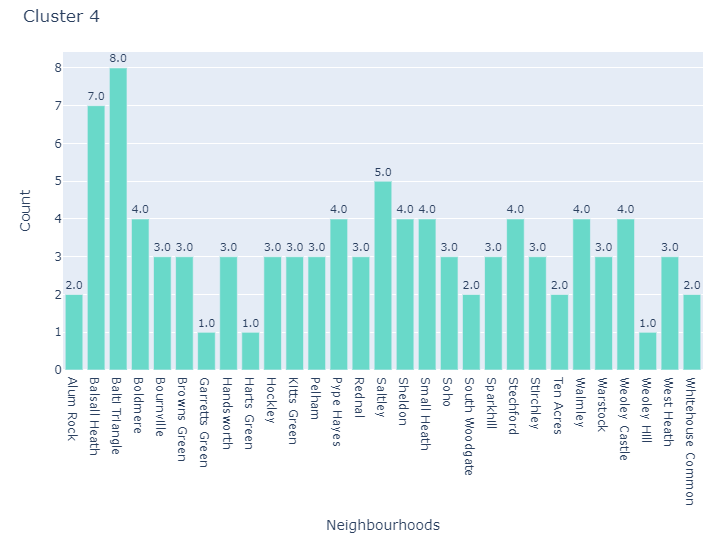 Cluster 4
Count
8
7
6
5
4
3
2
1
0
2.0
7.0
8.0
4.0
3.0
3.0
1.0
3.0
1.0
3.0
3.0
3.0
4.0
3.0
5.0
4.0
4.0
3.0
2.0
3.0
4.0
3.0
2.0
4.0
3.0
4.0
1.0
3.0
2.0
Alum Rock
Balsall Heath
Balti Triangle
Boldmere
Bournville
Browns Green
Garretts Green
Handsworth
Harts Green
Hockley
Kitts Green
Pelham
Pype Hayes
Rednal
Saltley
Sheldon
Small Heath
Soho
South Woodgate
Sparkhill
Stechford
Stirchley
Ten Acres
Walmley
Warstock
Weoley Castle
Weoley Hill
West Heath
Whitehouse Common
Neighbourhoods